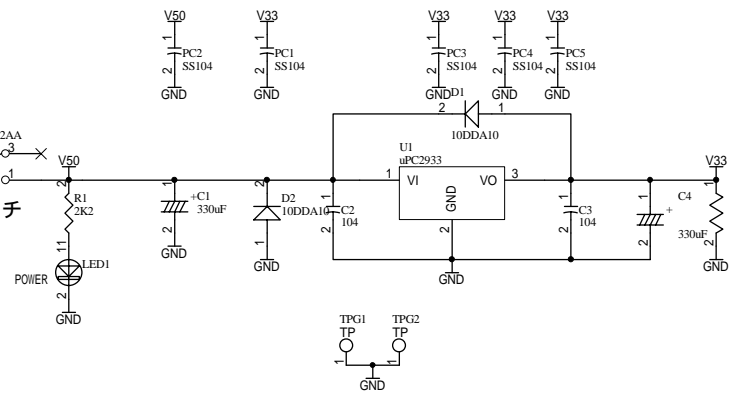 V50
V33
V33
V33
V33
1
1
1
1
1
PC2
PC1
PC3
PC4
PC5
SS104
SS104
SS104
SS104
SS104
2
2
2
2
2
GND
GND
GND
GND
GND
D1
2
1
10DDA10
2AA
3
1
チ
V50
2
R1
2K2
11
LED1
POWER
2
GND
1
+C1
330uF
2
GND
2
D2
10DDA10
1
GND
1
C2
104
2
U1
uPC2933
1
VI
GND
VO
3
2
GND
1
C3
104
2
1
+
2
C4
330uF
V33
1
2
GND
TPG1
TP
1
TPG2
TP
1
GND